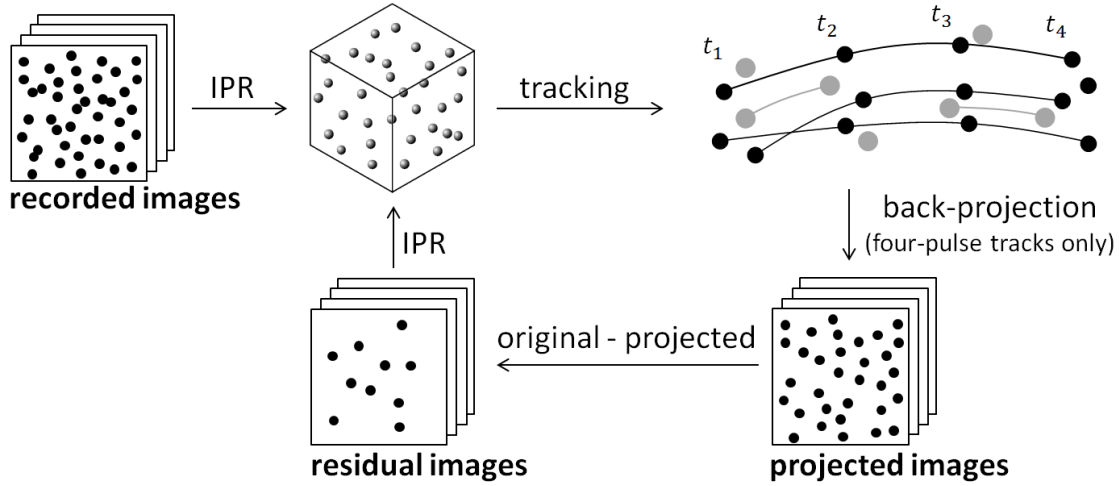 t₁
t₂
t₃
t₄
IPR
tracking
recorded images
back-projection
(four-pulse tracks only)
IPR
original - projected
residual images
projected images